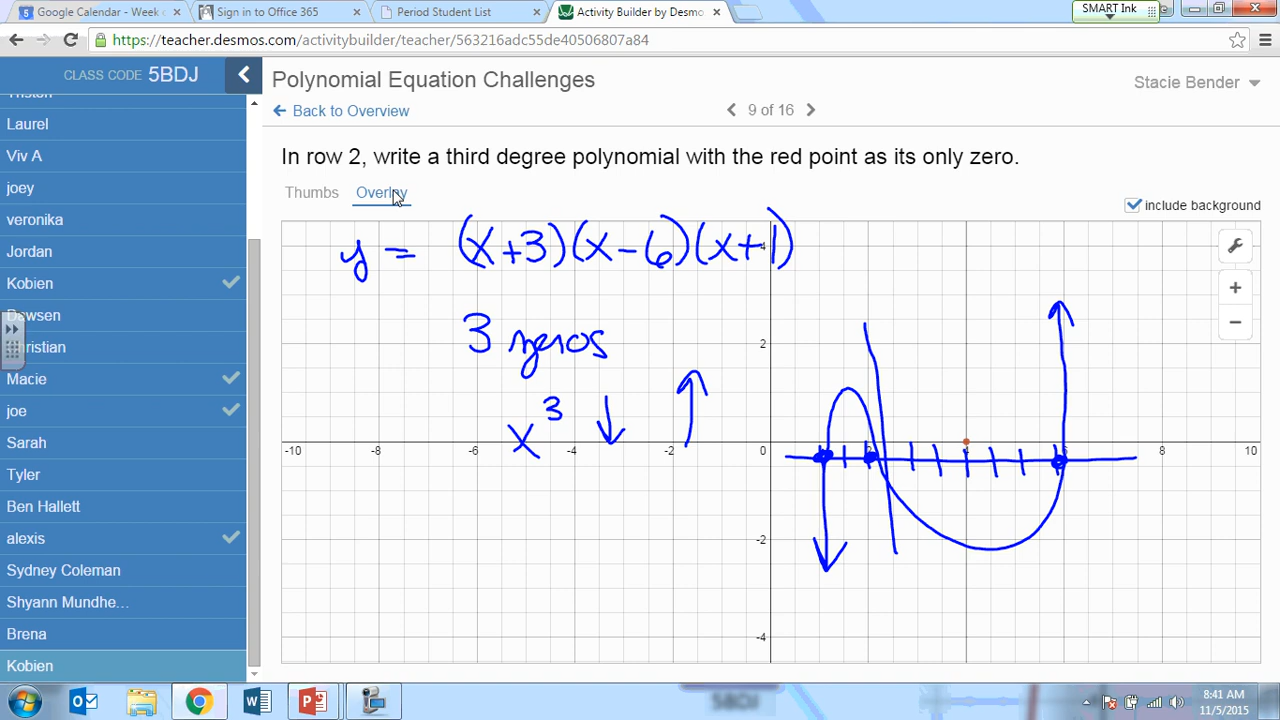 Google Calendar - Week
Sign in to Office 365
Period Student List
Activity Builder by Desmo
SMART Ink
https://teacher.desmos.com/activitybuilder/teacher/563216adc55de40506807a84
CLASS CODE 5BDJ
Polynomial Equation Challenges
Stacie Bender
Back to Overview
9 of 16
In row 2, write a third degree polynomial with the red point as its only zero.
Thumbs
Overlay
include background
Triston
Laurel
Viv A
joey
veronika
Jordan
Kobien
Dawsen
Christian
Macie
joe
Sarah
Tyler
Ben Hallett
alexis
Sydney Coleman
Shyann Mundhe...
Brena
Kobien
y = (x+3)(x-6)(x+1)
3 zeros
x³
4
2
-10 -8 -6 -4 -2 0 2 4 6 8 10
-2
-4
5BDJ
8:41 AM
11/5/2015